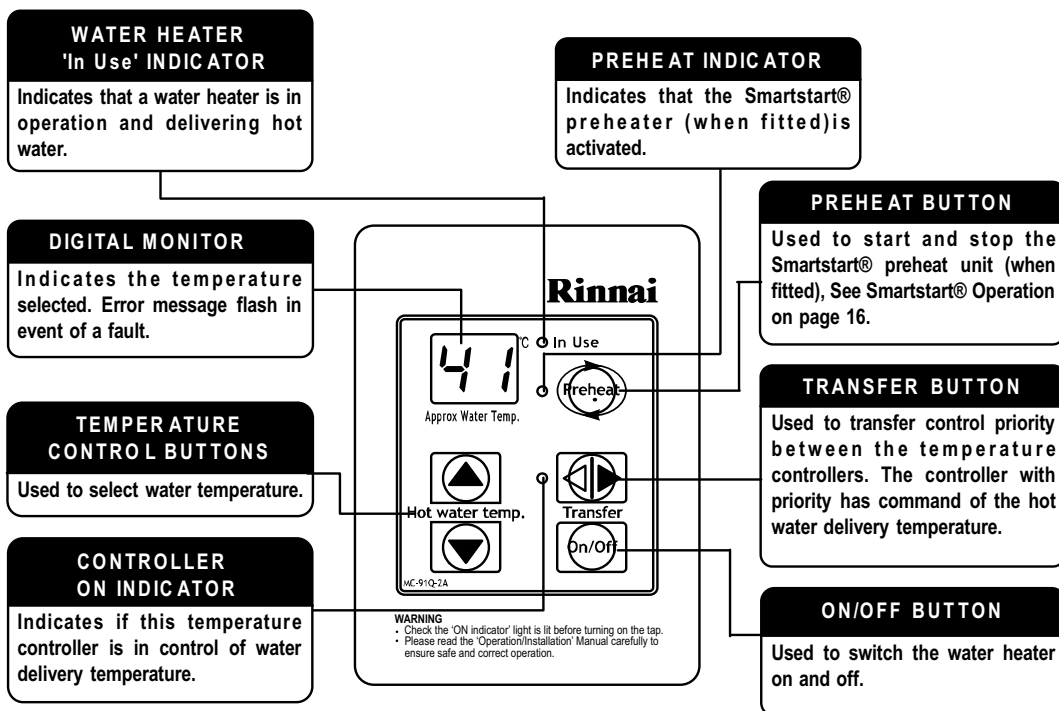 WATER HEATER
'In Use' INDICATOR
Indicates that a water heater is in
operation and delivering hot
water.
PREHEAT INDICATOR
Indicates that the Smartstart®
preheater (when fitted)is
activated.
DIGITAL MONITOR
Indicates the temperature
selected. Error message flash in
event of a fault.
PREHEAT BUTTON
Used to start and stop the
Smartstart® preheat unit (when
fitted), See Smartstart® Operation
on page 16.
TEMPERATURE
CONTROL BUTTONS
Used to select water temperature.
TRANSFER BUTTON
Used to transfer control priority
between the temperature
controllers. The controller with
priority has command of the hot
water delivery temperature.
CONTROLLER
ON INDICATOR
Indicates if this temperature
controller is in control of water
delivery temperature.
ON/OFF BUTTON
Used to switch the water heater
on and off.
Rinnai
41 °C
In Use
Preheat
Approx Water Temp.
Hot water temp.
Transfer
On/Off
MC-91Q-2A
WARNING
• Check the 'ON indicator' light is lit before turning on the tap.
• Please read the 'Operation/Installation' Manual carefully to
ensure safe and correct operation.